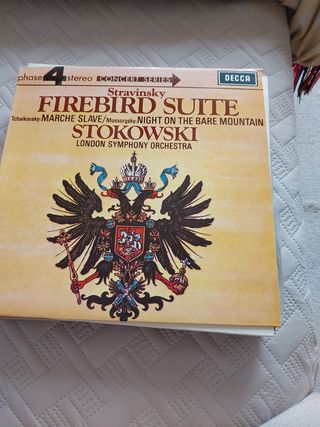 phase 4 stereo CONCERT SERIES DECCA
Stravinsky
FIREBIRD SUITE
Tchaikovsky MARCHE SLAVE/Mussorgsky NIGHT ON THE BARE MOUNTAIN
STOKOWSKI
LONDON SYMPHONY ORCHESTRA